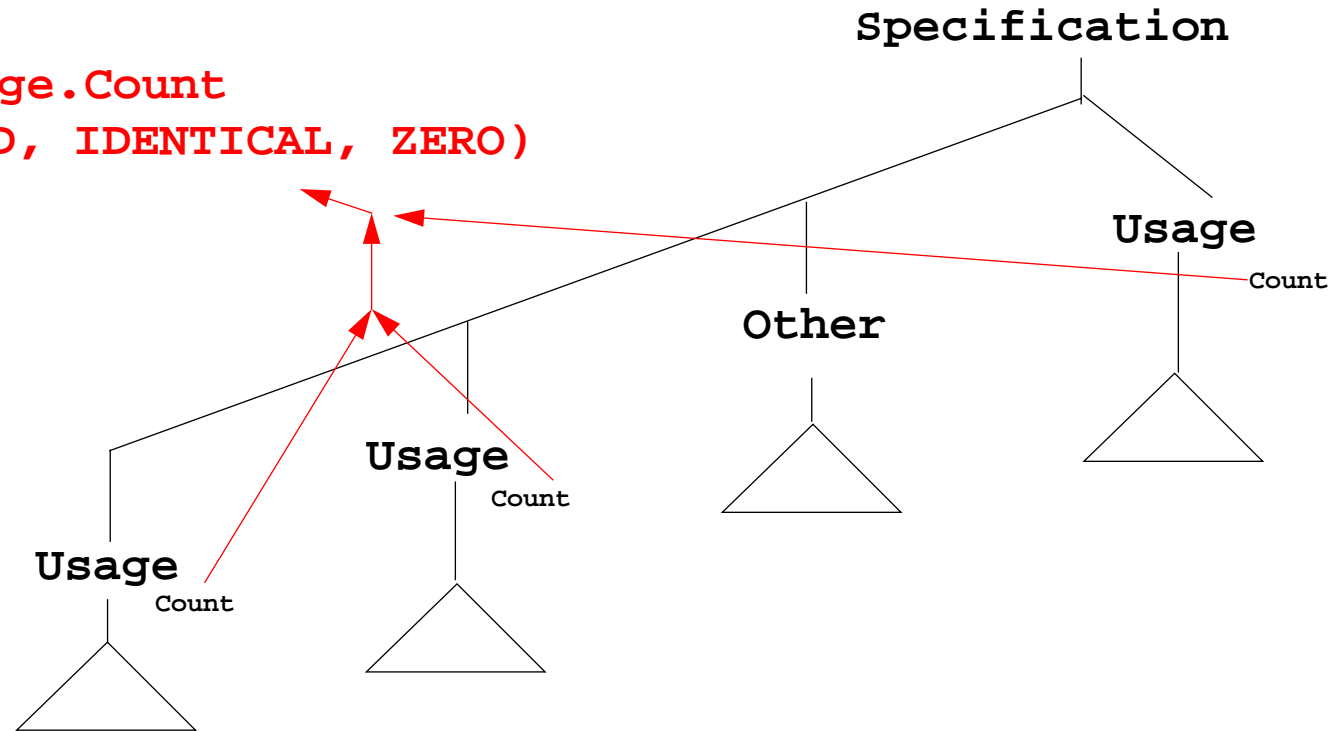 Specification
ge.Count
, IDENTICAL, ZERO)
Usage
Count
Other
Usage
Count
Usage
Count